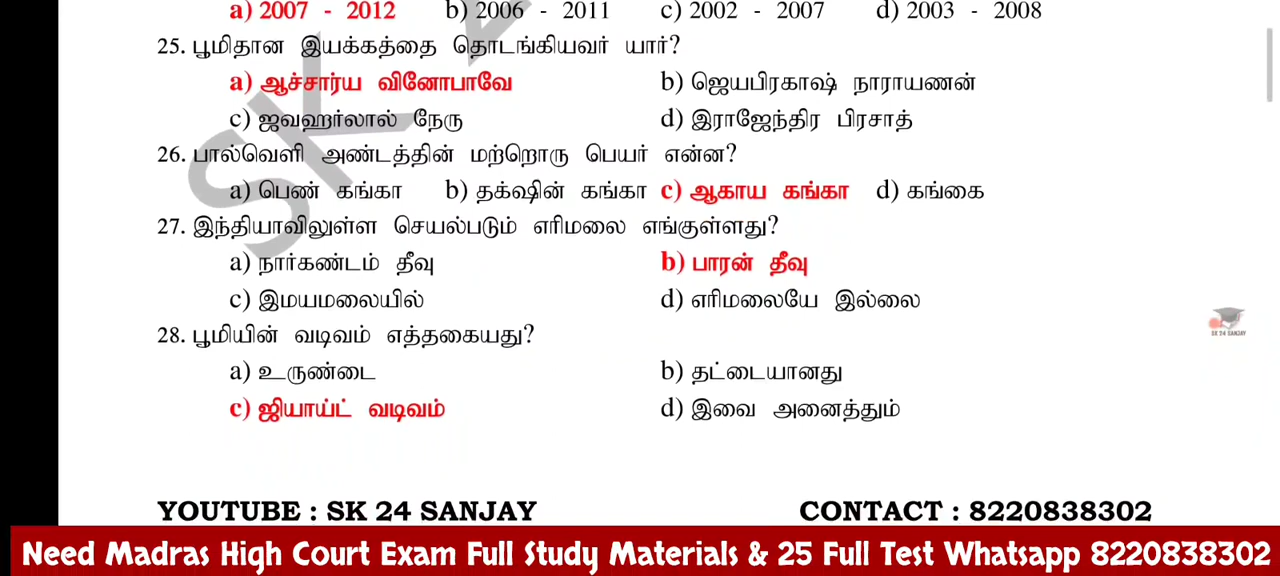 a) 2007 - 2012 b) 2006 - 2011 c) 2002 - 2007 d) 2003 - 2008
25. பூமிதான இயக்கத்தை தொடங்கியவர் யார்?
a) ஆச்சார்ய வினோபாவே b) ஜெயபிரகாஷ் நாராயணன்
c) ஜவஹர்லால் நேரு d) இராஜேந்திர பிரசாத்
26. பால்வெளி அண்டத்தின் மற்றொரு பெயர் என்ன?
a) பெண் கங்கா b) தக்ஷின் கங்கா c) ஆகாய கங்கா d) கங்கை
27. இந்தியாவிலுள்ள செயல்படும் எரிமலை எங்குள்ளது?
a) நார்கண்டம் தீவு b) பாரன் தீவு
c) இமயமலையில் d) எரிமலையே இல்லை
28. பூமியின் வடிவம் எத்தகையது?
a) உருண்டை b) தட்டையானது
c) ஜியாய்ட் வடிவம் d) இவை அனைத்தும்
SK 24 SANJAY
YOUTUBE : SK 24 SANJAY CONTACT : 8220838302
Need Madras High Court Exam Full Study Materials & 25 Full Test Whatsapp 8220838302